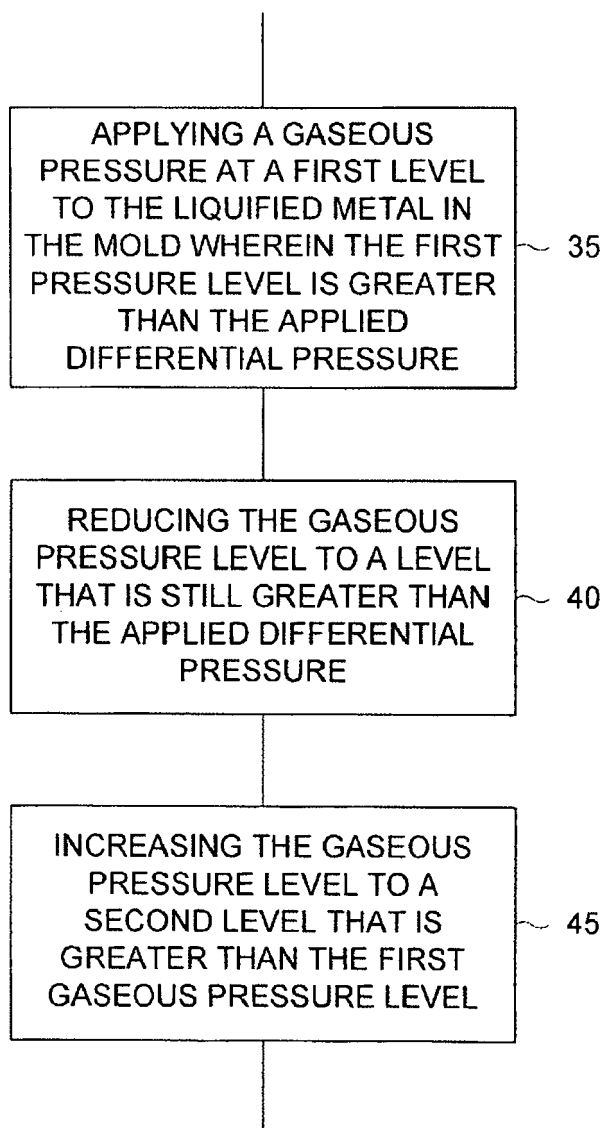 APPLYING A GASEOUS
PRESSURE AT A FIRST LEVEL
TO THE LIQUIFIED METAL IN
THE MOLD WHEREIN THE FIRST
PRESSURE LEVEL IS GREATER
THAN THE APPLIED
DIFFERENTIAL PRESSURE
35
REDUCING THE GASEOUS
PRESSURE LEVEL TO A LEVEL
THAT IS STILL GREATER THAN
THE APPLIED DIFFERENTIAL
PRESSURE
40
INCREASING THE GASEOUS
PRESSURE LEVEL TO A
SECOND LEVEL THAT IS
GREATER THAN THE FIRST
GASEOUS PRESSURE LEVEL
45